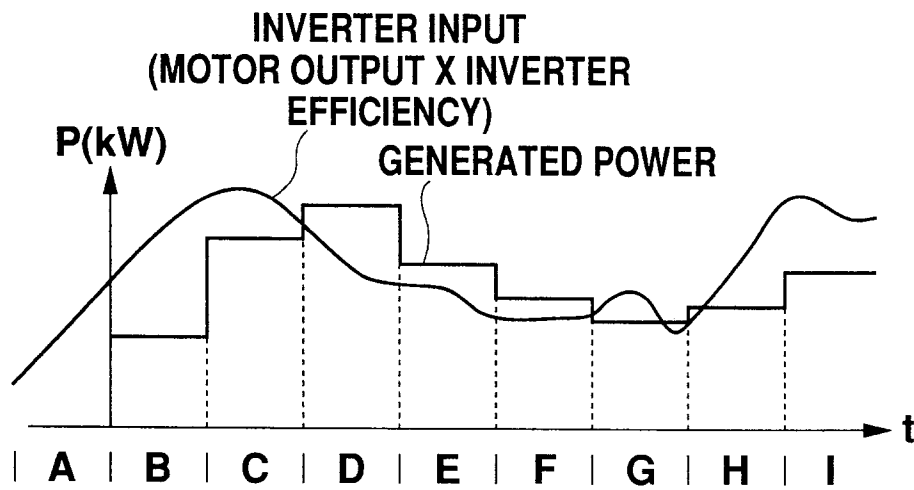 INVERTER INPUT
(MOTOR OUTPUT X INVERTER
EFFICIENCY)
P(kW)
GENERATED POWER
t
| A | B | C | D | E | F | G | H | I